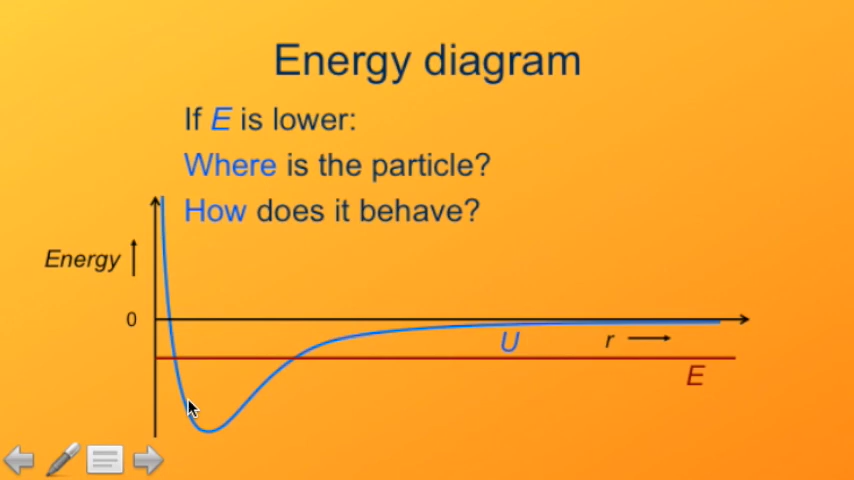 Energy diagram
If E is lower:
Where is the particle?
How does it behave?
Energy
0
U
r
E